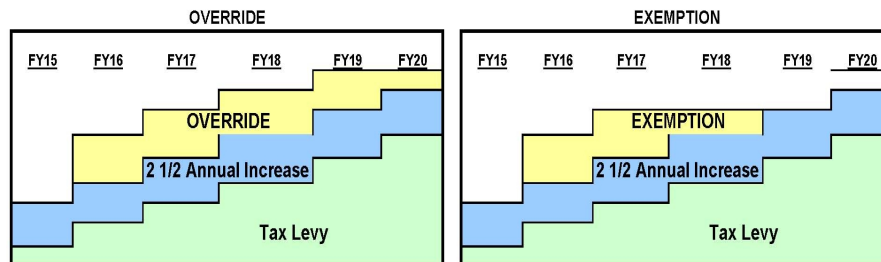 OVERRIDE
FY15 FY16 FY17 FY18 FY19 FY20
OVERRIDE
2 1/2 Annual Increase
Tax Levy
EXEMPTION
FY15 FY16 FY17 FY18 FY19 FY20
EXEMPTION
2 1/2 Annual Increase
Tax Levy